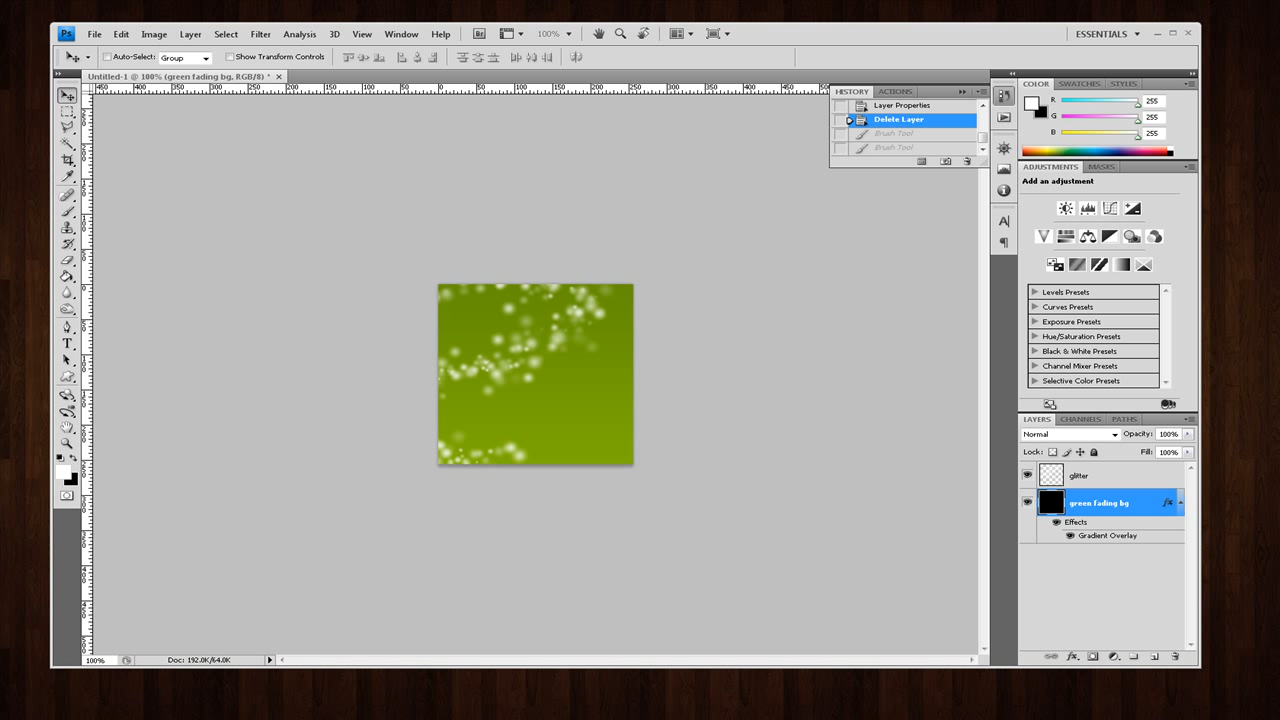 Ps File Edit Image Layer Select Filter Analysis 3D View Window Help Br 100% ESSENTIALS
Auto-Select: Group Show Transform Controls
Untitled-1 @ 100% (green fading bg, RGB/8) *
HISTORY ACTIONS
Layer Properties
Delete Layer
Brush Tool
Brush Tool
COLOR SWATCHES STYLES
R 255
G 255
B 255
ADJUSTMENTS MASKS
Add an adjustment
Levels Presets
Curves Presets
Exposure Presets
Hue/Saturation Presets
Black & White Presets
Channel Mixer Presets
Selective Color Presets
LAYERS CHANNELS PATHS
Normal Opacity: 100%
Lock: Fill: 100%
glitter
green fading bg fx
Effects
Gradient Overlay
100% Doc: 192.0K/64.0K